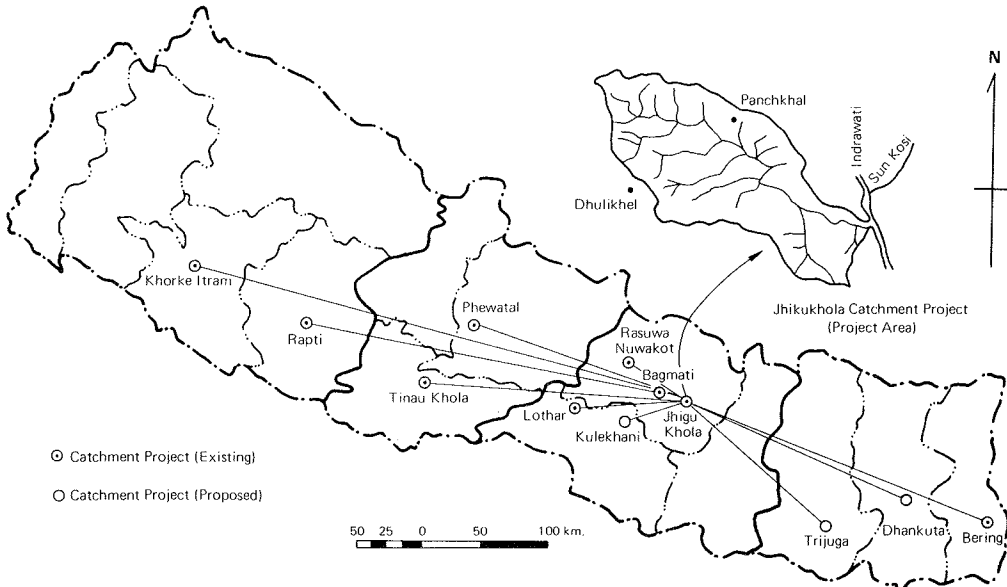 N
Panchkhal
Indrawati
Sun Kosi
Dhulikhel
Jhikukhola Catchment Project
(Project Area)
Khorke Itram
Phewatal
Rapti
Rasuwa
Nuwakot
Bagmati
Tinau Khola
Lothar
Jhigu
Khola
Kulekhani
Catchment Project (Existing)
Catchment Project (Proposed)
50 25 0 50 100 km.
Trijuga
Dhankuta
Bering